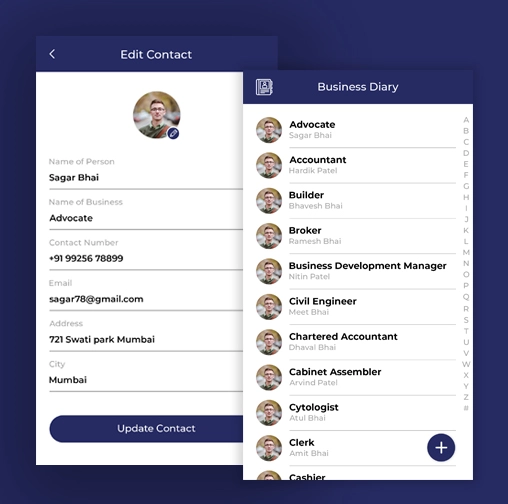 Edit Contact
Name of Person
Sagar Bhai
Name of Business
Advocate
Contact Number
+91 99256 78899
Email
sagar78@gmail.com
Address
721 Swati park Mumbai
City
Mumbai
Update Contact
Business Diary
Advocate
Sagar Bhai
Accountant
Hardik Patel
Builder
Bhavesh Bhai
Broker
Ramesh Bhai
Business Development Manager
Nitin Patel
Civil Engineer
Meet Bhai
Chartered Accountant
Dhaval Bhai
Cabinet Assembler
Arvind Patel
Cytologist
Atul Bhai
Clerk
Amit Bhai
Cashier
A
B
C
D
E
F
G
H
I
J
K
L
M
N
O
P
Q
R
S
T
U
V
W
X
Y
Z
#